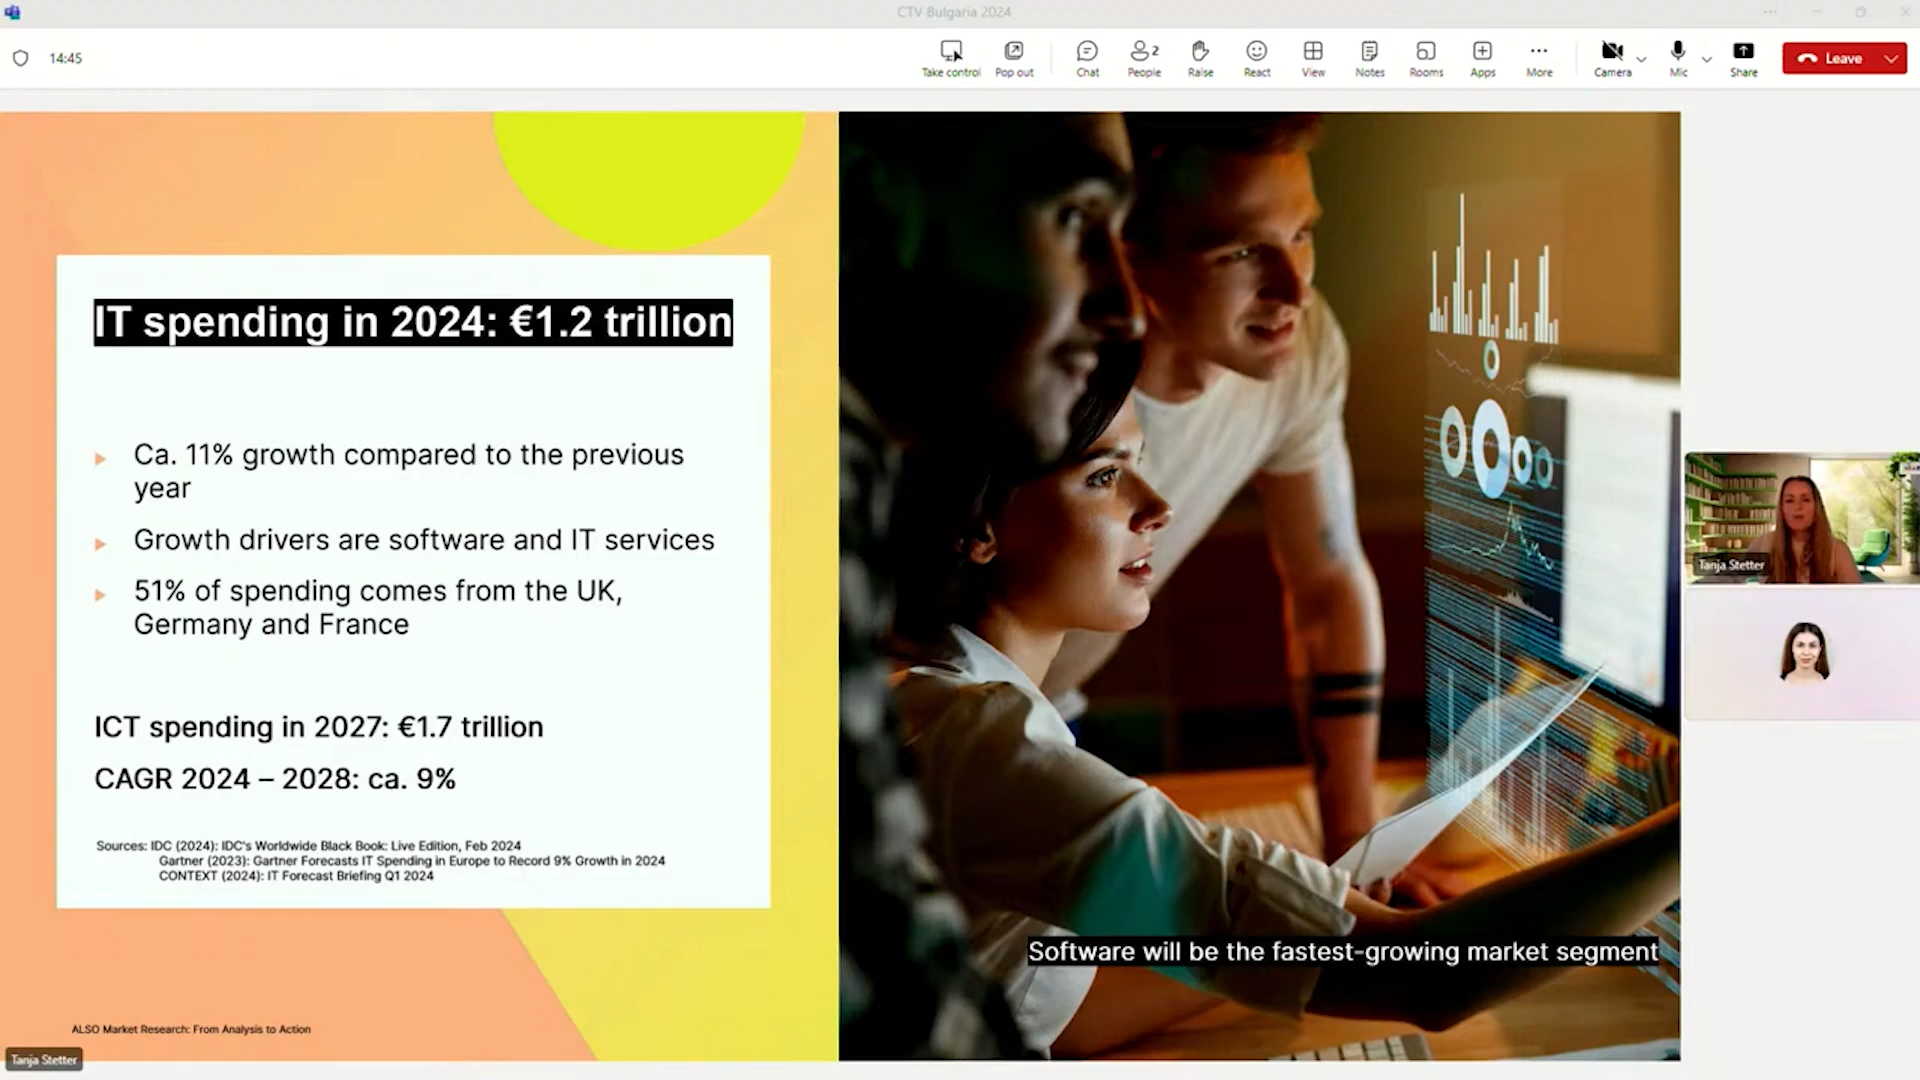 CTV Bulgaria 2024
14:45
Take control
Pop out
Chat
2
People
Raise
React
View
Notes
Rooms
Apps
More
Camera
Mic
Share
Leave
IT spending in 2024: €1.2 trillion
Ca. 11% growth compared to the previous
year
Growth drivers are software and IT services
51% of spending comes from the UK,
Germany and France
ICT spending in 2027: €1.7 trillion
CAGR 2024 – 2028: ca. 9%
Sources: IDC (2024): IDC's Worldwide Black Book: Live Edition, Feb 2024
Gartner (2023): Gartner Forecasts IT Spending in Europe to Record 9% Growth in 2024
CONTEXT (2024): IT Forecast Briefing Q1 2024
Software will be the fastest-growing market segment
ALSO Market Research: From Analysis to Action
Tanja Stetter
Tanja Stetter